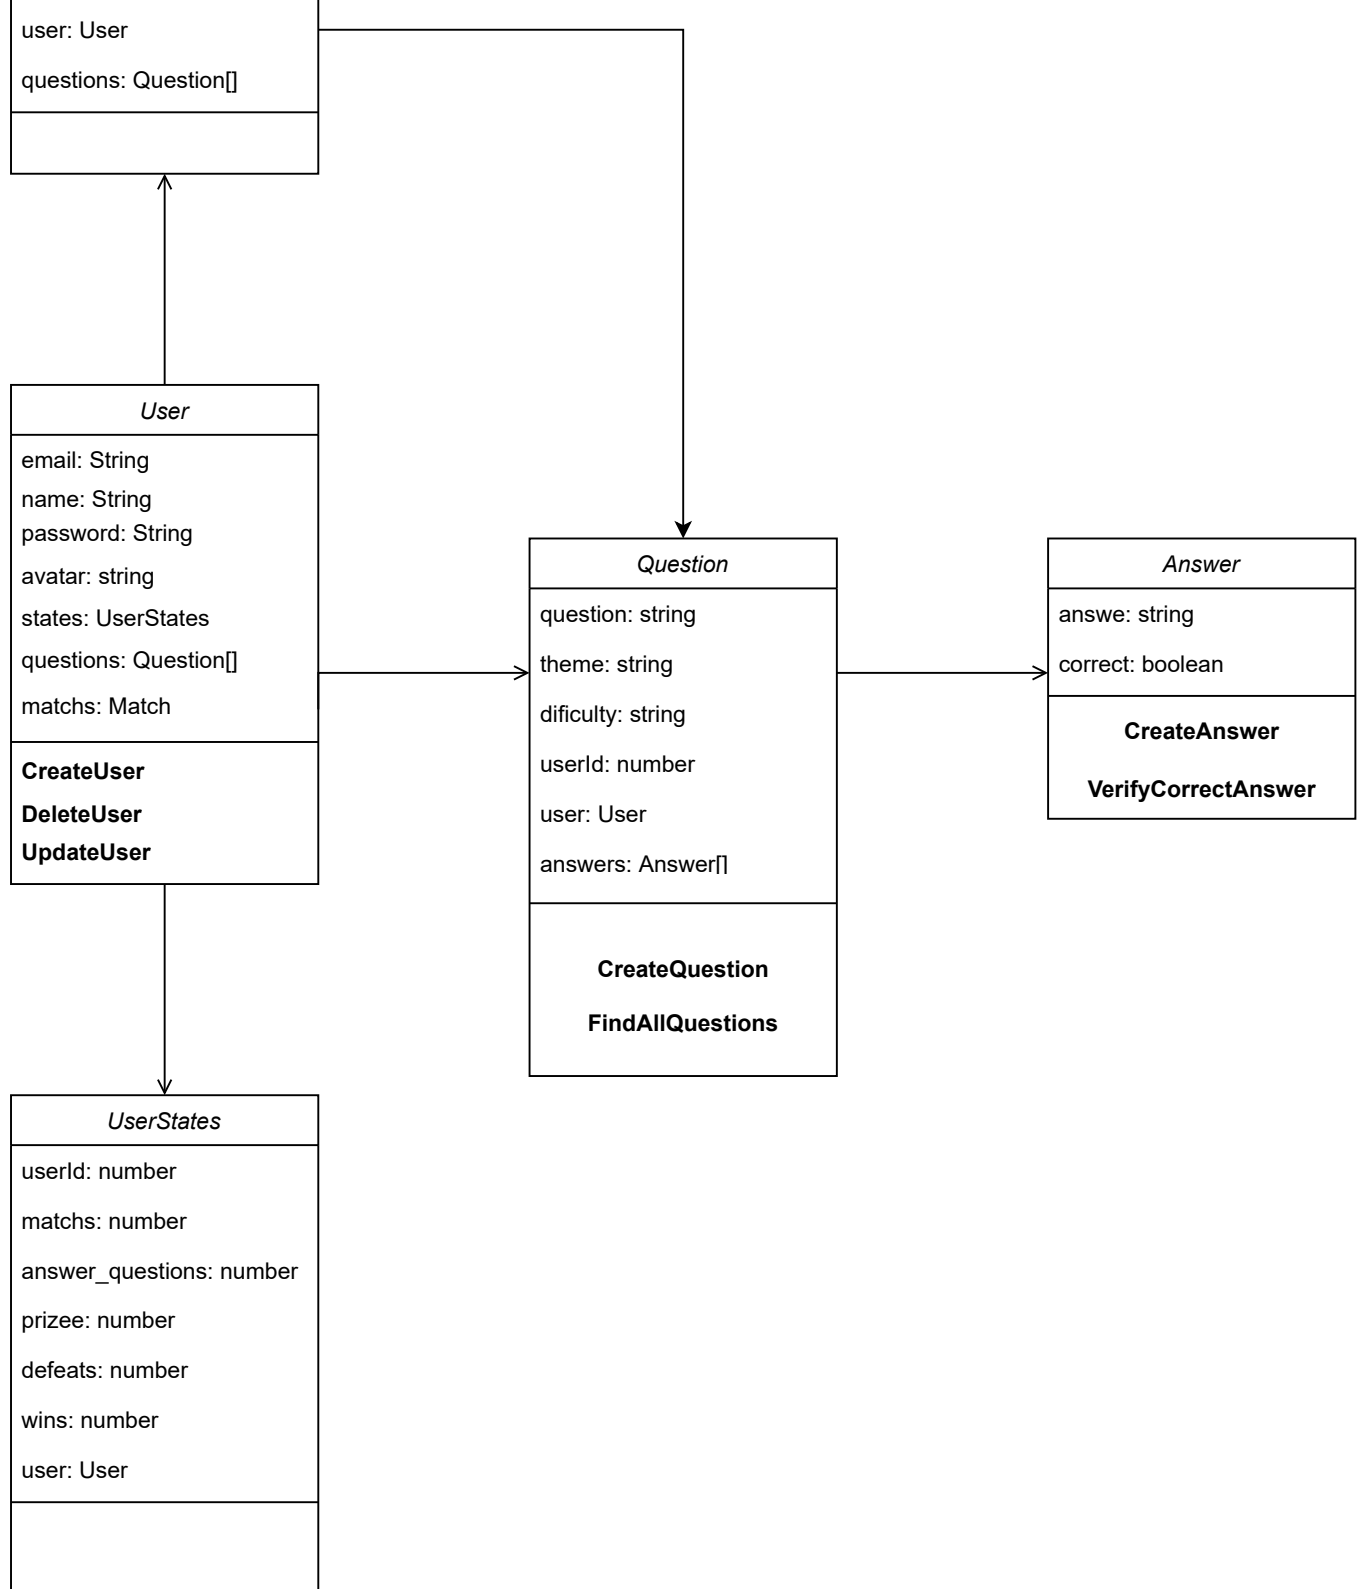 user: User
questions: Question[]
User
email: String
name: String
password: String
avatar: string
states: UserStates
questions: Question[]
matchs: Match
CreateUser
DeleteUser
UpdateUser
Question
question: string
theme: string
dificulty: string
userId: number
user: User
answers: Answer[]
CreateQuestion
FindAllQuestions
Answer
answe: string
correct: boolean
CreateAnswer
VerifyCorrectAnswer
UserStates
userId: number
matchs: number
answer_questions: number
prizee: number
defeats: number
wins: number
user: User